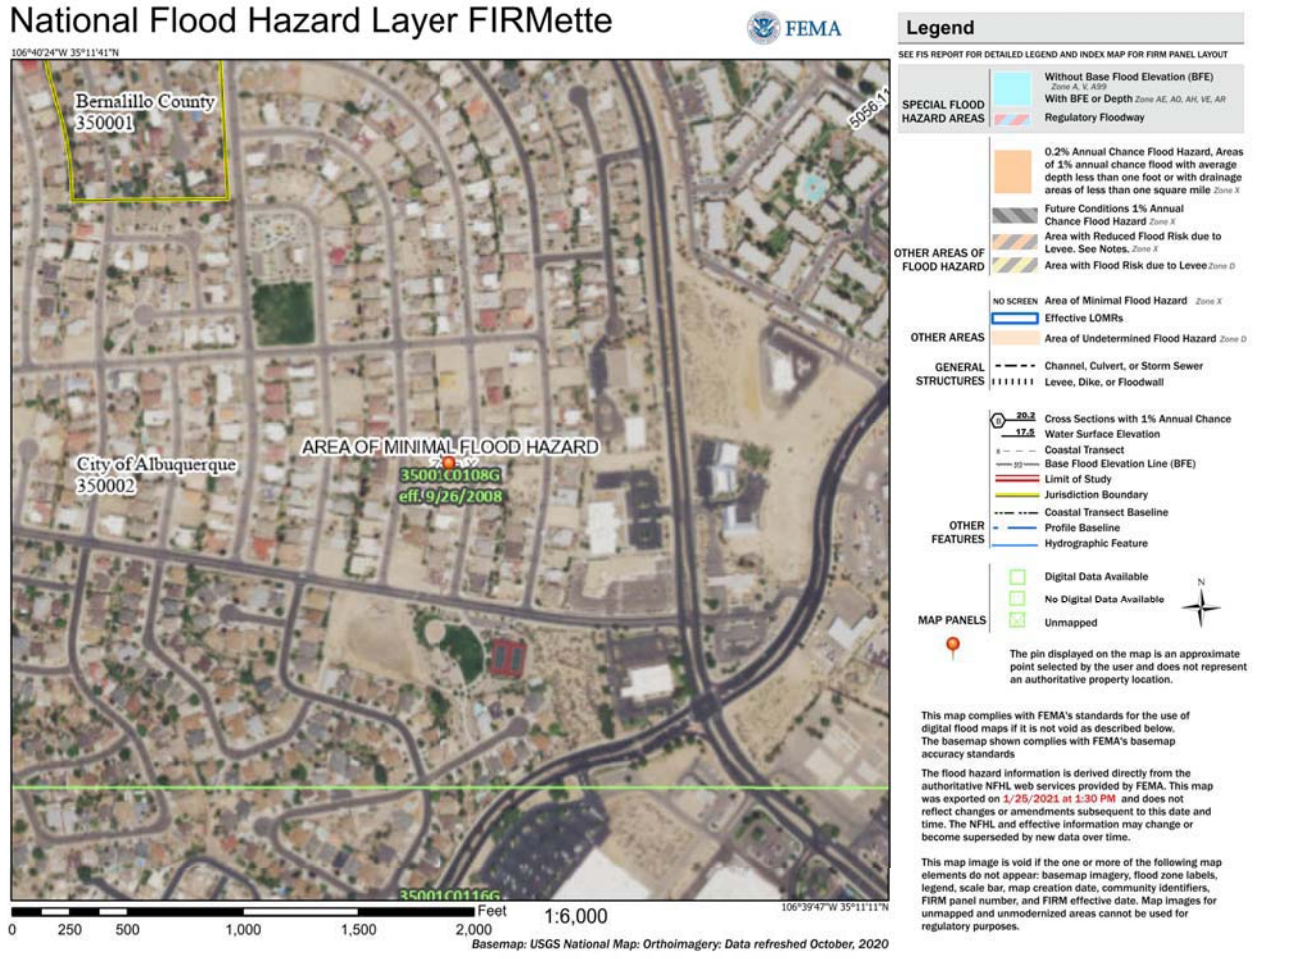 National Flood Hazard Layer FIRMette
FEMA
106°40'24"W 35°11'41"N
Bernalillo County
350001
5056.11
AREA OF MINIMAL FLOOD HAZARD
City of Albuquerque
350002
35001C0108G
eff. 9/26/2008
35001C0116G
106°39'47"W 35°11'11"N
Feet
1:6,000
0 250 500 1,000 1,500 2,000
Basemap: USGS National Map: Orthoimagery: Data refreshed October, 2020
Legend
SEE FIS REPORT FOR DETAILED LEGEND AND INDEX MAP FOR FIRM PANEL LAYOUT
SPECIAL FLOOD
HAZARD AREAS
Without Base Flood Elevation (BFE)
Zone A, V, A99
With BFE or Depth Zone AE, AO, AH, VE, AR
Regulatory Floodway
OTHER AREAS OF
FLOOD HAZARD
0.2% Annual Chance Flood Hazard, Areas
of 1% annual chance flood with average
depth less than one foot or with drainage
areas of less than one square mile Zone X
Future Conditions 1% Annual
Chance Flood Hazard Zone X
Area with Reduced Flood Risk due to
Levee. See Notes. Zone X
Area with Flood Risk due to Levee Zone D
OTHER AREAS
NO SCREEN Area of Minimal Flood Hazard Zone X
Effective LOMRs
Area of Undetermined Flood Hazard Zone D
GENERAL
STRUCTURES
Channel, Culvert, or Storm Sewer
Levee, Dike, or Floodwall
OTHER
FEATURES
B 20.2 Cross Sections with 1% Annual Chance
17.5 Water Surface Elevation
8 Coastal Transect
513 Base Flood Elevation Line (BFE)
Limit of Study
Jurisdiction Boundary
Coastal Transect Baseline
Profile Baseline
Hydrographic Feature
MAP PANELS
Digital Data Available
No Digital Data Available
Unmapped
N
The pin displayed on the map is an approximate
point selected by the user and does not represent
an authoritative property location.
This map complies with FEMA's standards for the use of
digital flood maps if it is not void as described below.
The basemap shown complies with FEMA's basemap
accuracy standards
The flood hazard information is derived directly from the
authoritative NFHL web services provided by FEMA. This map
was exported on 1/25/2021 at 1:30 PM and does not
reflect changes or amendments subsequent to this date and
time. The NFHL and effective information may change or
become superseded by new data over time.
This map image is void if the one or more of the following map
elements do not appear: basemap imagery, flood zone labels,
legend, scale bar, map creation date, community identifiers,
FIRM panel number, and FIRM effective date. Map images for
unmapped and unmodernized areas cannot be used for
regulatory purposes.